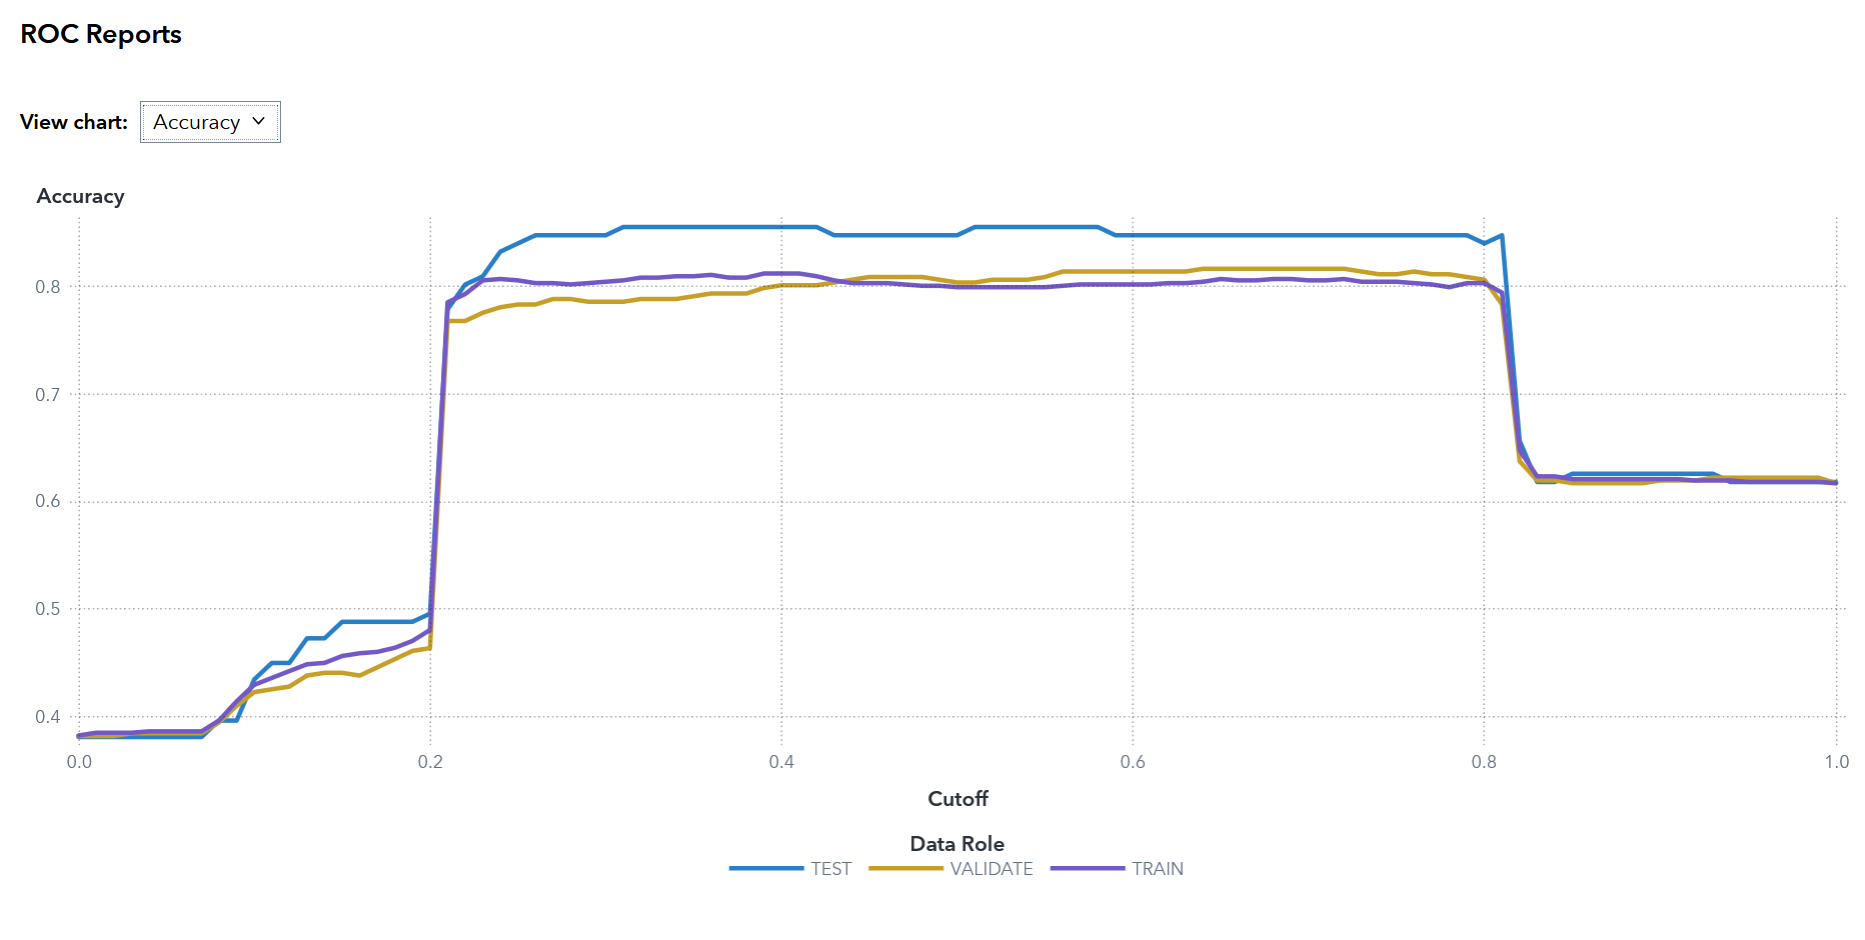 ROC Reports
View chart: Accuracy
Accuracy
0.8
0.7
0.6
0.5
0.4
0.0 0.2 0.4 0.6 0.8 1.0
Cutoff
Data Role
TEST VALIDATE TRAIN